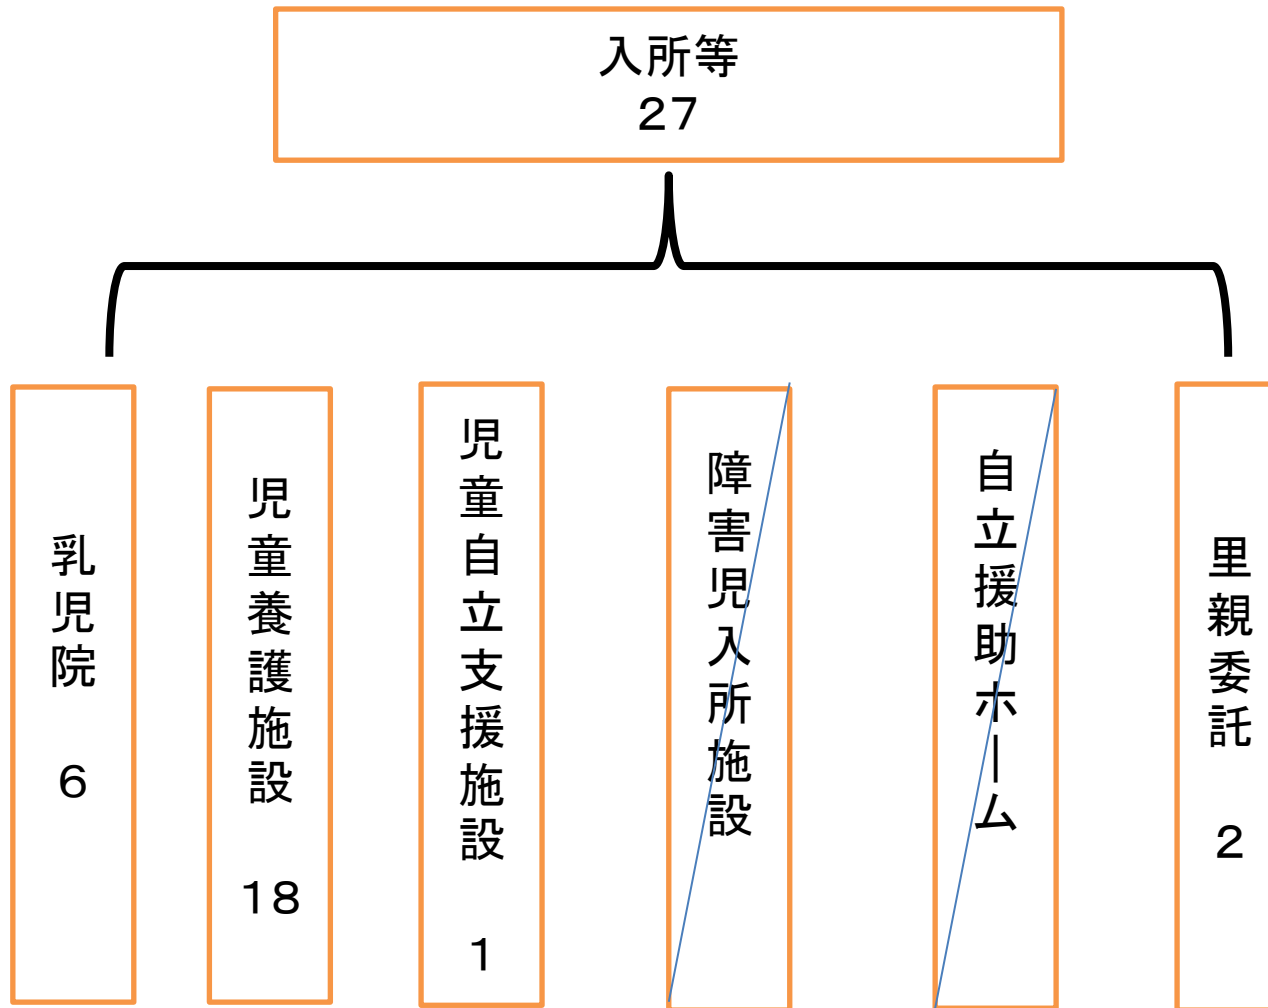 入所等
２７
乳児院　６
児童養護施設　１８
児童自立支援施設　１
障害児入所施設
自立援助ホーム
里親委託　２